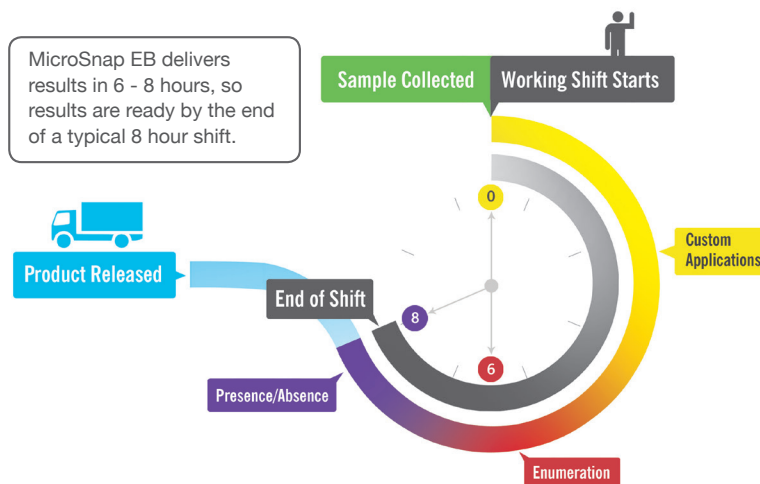 MicroSnap EB delivers
results in 6 - 8 hours, so
results are ready by the end
of a typical 8 hour shift.
Sample Collected
Working Shift Starts
0
Custom
Applications
Product Released
End of Shift
8
6
Presence/Absence
Enumeration